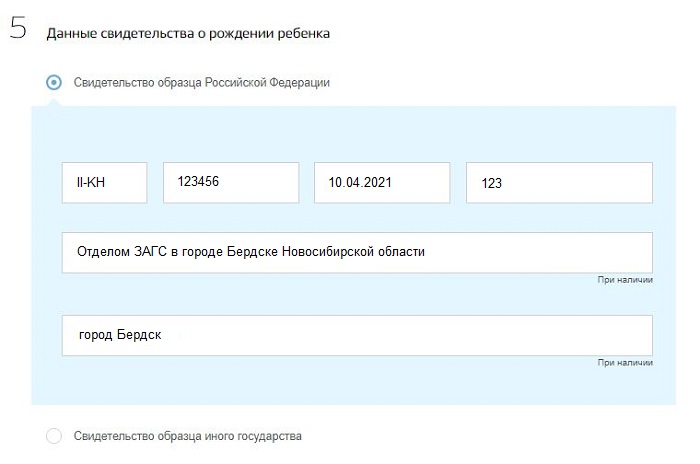 5 Данные свидетельства о рождении ребенка
Свидетельство образца Российской Федерации
II-КН 123456 10.04.2021 123
Отделом ЗАГС в городе Бердске Новосибирской области
При наличии
город Бердск
При наличии
Свидетельство образца иного государства